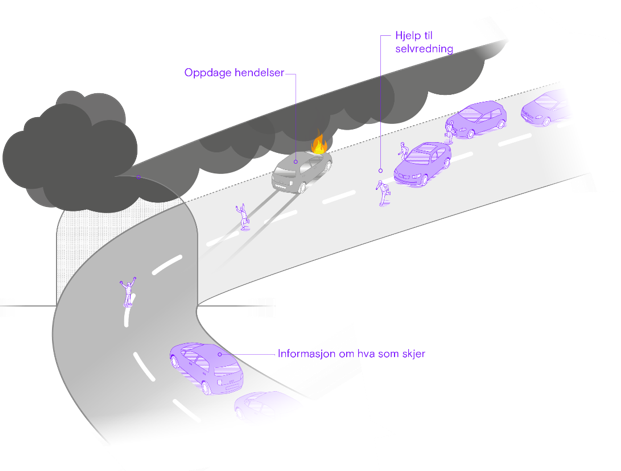 Hjelp til
selvredning
Oppdage hendelser
Informasjon om hva som skjer